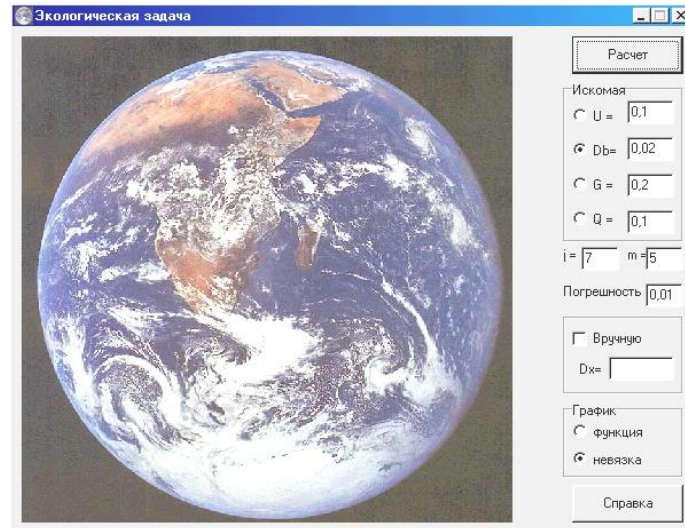 Экологическая задача
Расчет
Искомая
U = 0,1
Db= 0,02
G = 0,2
Q = 0,1
i = 7 m = 5
Погрешность 0,01
Вручную
Dx=
График
функция
невязка
Справка